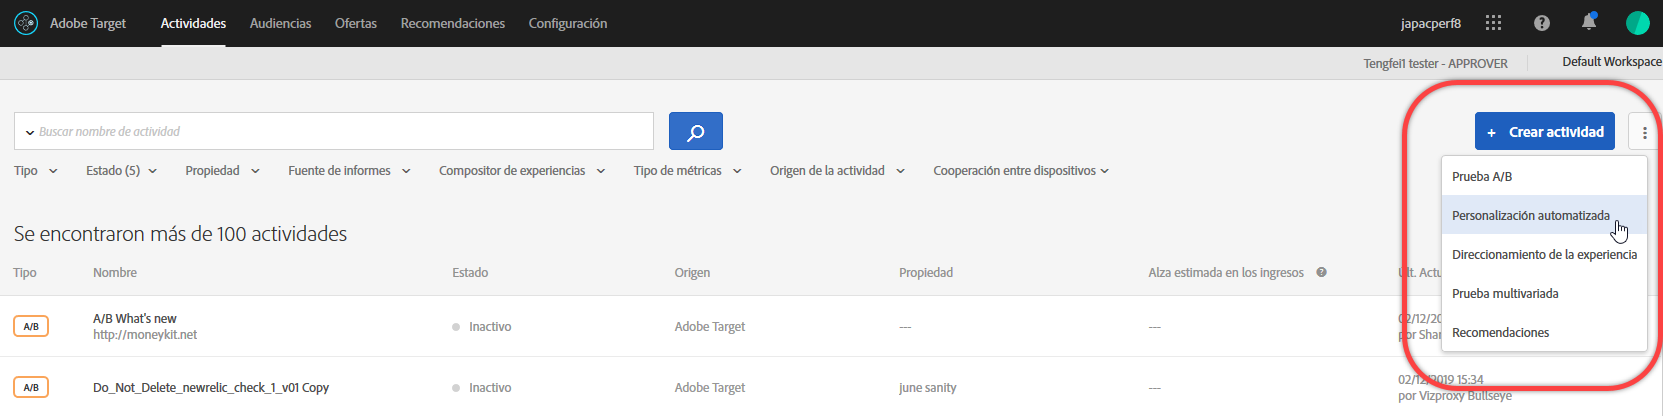 Adobe Target Actividades Audiencias Ofertas Recomendaciones Configuración japacperf8
Tengfei1 tester - APPROVER Default Workspace
Buscar nombre de actividad
+ Crear actividad
Tipo Estado (5) Propiedad Fuente de informes Compositor de experiencias Tipo de métricas Origen de la actividad Cooperación entre dispositivos
Prueba A/B
Personalización automatizada
Direccionamiento de la experiencia
Prueba multivariada
Recomendaciones
Se encontraron más de 100 actividades
Tipo Nombre Estado Origen Propiedad Alza estimada en los ingresos Últ. Actu
A/B A/B What's new Inactivo Adobe Target --- --- 02/12/20
http://moneykit.net por Shar
A/B Do_Not_Delete_newrelic_check_1_v01 Copy Inactivo Adobe Target june sanity --- 02/12/2019 15:34
por Vizproxy Bullseye